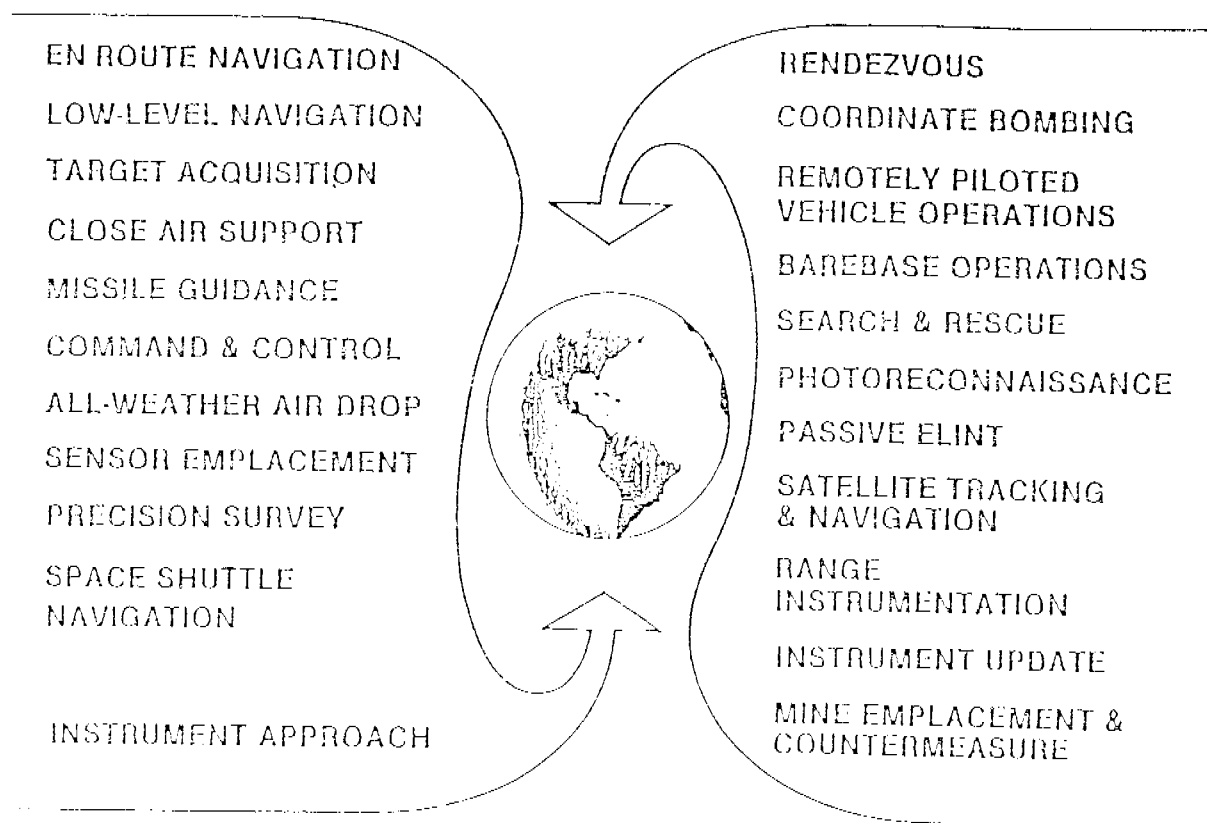 EN ROUTE NAVIGATION
LOW-LEVEL NAVIGATION
TARGET ACQUISITION
CLOSE AIR SUPPORT
MISSILE GUIDANCE
COMMAND & CONTROL
ALL-WEATHER AIR DROP
SENSOR EMPLACEMENT
PRECISION SURVEY
SPACE SHUTTLE
NAVIGATION
INSTRUMENT APPROACH
RENDEZVOUS
COORDINATE BOMBING
REMOTELY PILOTED
VEHICLE OPERATIONS
BAREBASE OPERATIONS
SEARCH & RESCUE
PHOTORECONNAISSANCE
PASSIVE ELINT
SATELLITE TRACKING
& NAVIGATION
RANGE
INSTRUMENTATION
INSTRUMENT UPDATE
MINE EMPLACEMENT &
COUNTERMEASURE